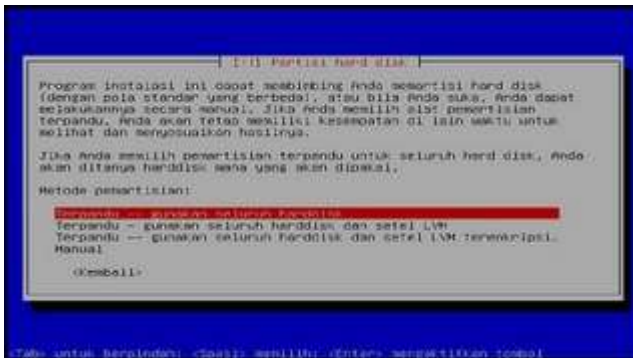 [!!] Partisi hard disk
Program instalasi ini dapat membimbing Anda memartisi hard disk
(dengan pola standar yang berbeda), atau bila Anda suka, Anda dapat
melakukannya secara manual. Jika Anda memilih alat pemartisian
terpandu, Anda akan tetap memiliki kesempatan di lain waktu untuk
melihat dan menyesuaikan hasilnya.
Jika Anda memilih pemartisian terpandu untuk seluruh hard disk, Anda
akan ditanya harddisk mana yang akan dipakai.
Metode pemartisian:
Terpandu -- gunakan seluruh harddisk
Terpandu - gunakan seluruh harddisk dan setel LVM
Terpandu -- gunakan seluruh harddisk dan setel LVM terenkripsi.
Manual
<Kembali>
<Tab> untuk berpindah; <Spasi> memilih; <Enter> mengaktifkan tombol